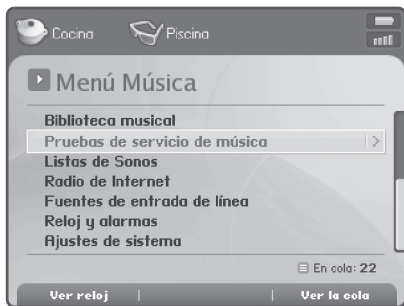 Cocina
Piscina
Menú Música
Biblioteca musical
Pruebas de servicio de música
Listas de Sonos
Radio de Internet
Fuentes de entrada de línea
Reloj y alarmas
Ajustes de sistema
En cola: 22
Ver reloj
Ver la cola